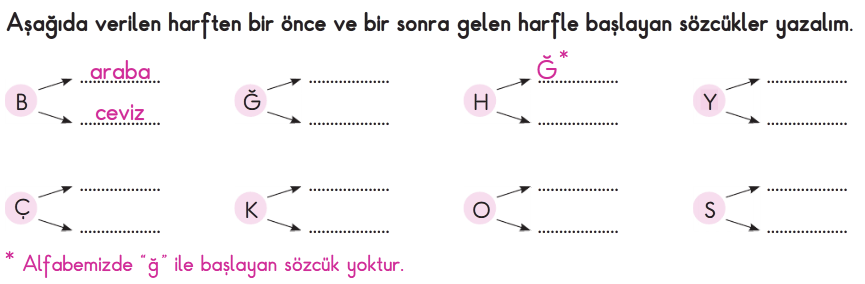 Aşağıda verilen harften bir önce ve bir sonra gelen harfle başlayan sözcükler yazalım.
B
araba
ceviz
Ğ
....................
....................
H
Ğ*
....................
Y
....................
....................
Ç
....................
....................
K
....................
....................
O
....................
....................
S
....................
....................
* Alfabemizde “ğ” ile başlayan sözcük yoktur.